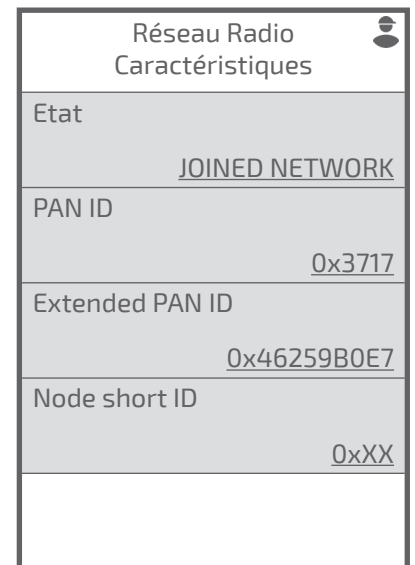 Réseau Radio
Caractéristiques
Etat
JOINED NETWORK
PAN ID
0x3717
Extended PAN ID
0x46259B0E7
Node short ID
0xXX